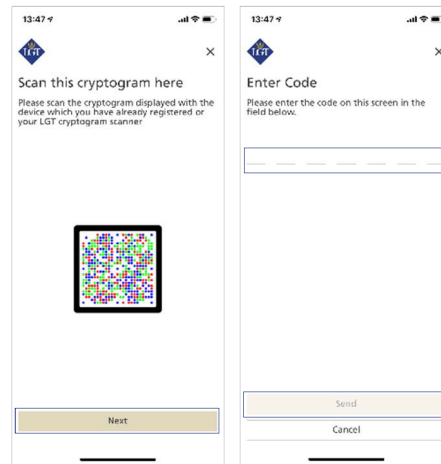 13:47
LGT
Scan this cryptogram here
Please scan the cryptogram displayed with the
device which you have already registered or
your LGT cryptogram scanner
Next
13:47
LGT
Enter Code
Please enter the code on this screen in the
field below.
Send
Cancel